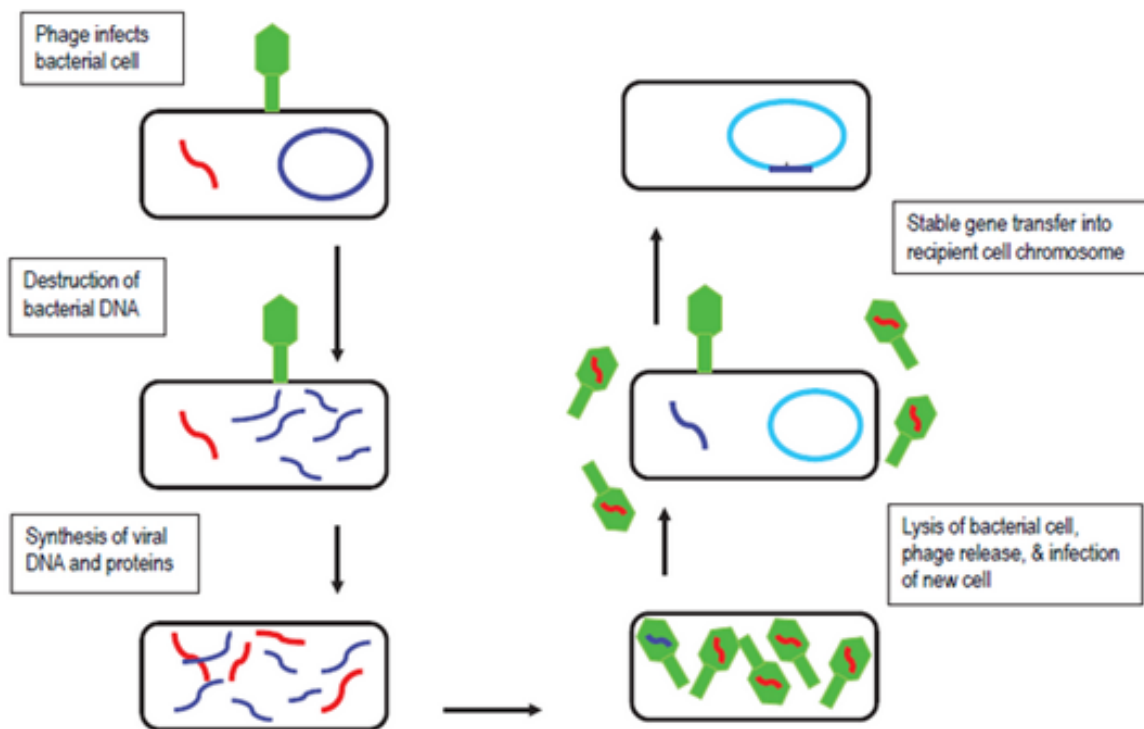 Phage infects
bacterial cell
Destruction of
bacterial DNA
Synthesis of viral
DNA and proteins
Stable gene transfer into
recipient cell chromosome
Lysis of bacterial cell,
phage release, & infection
of new cell